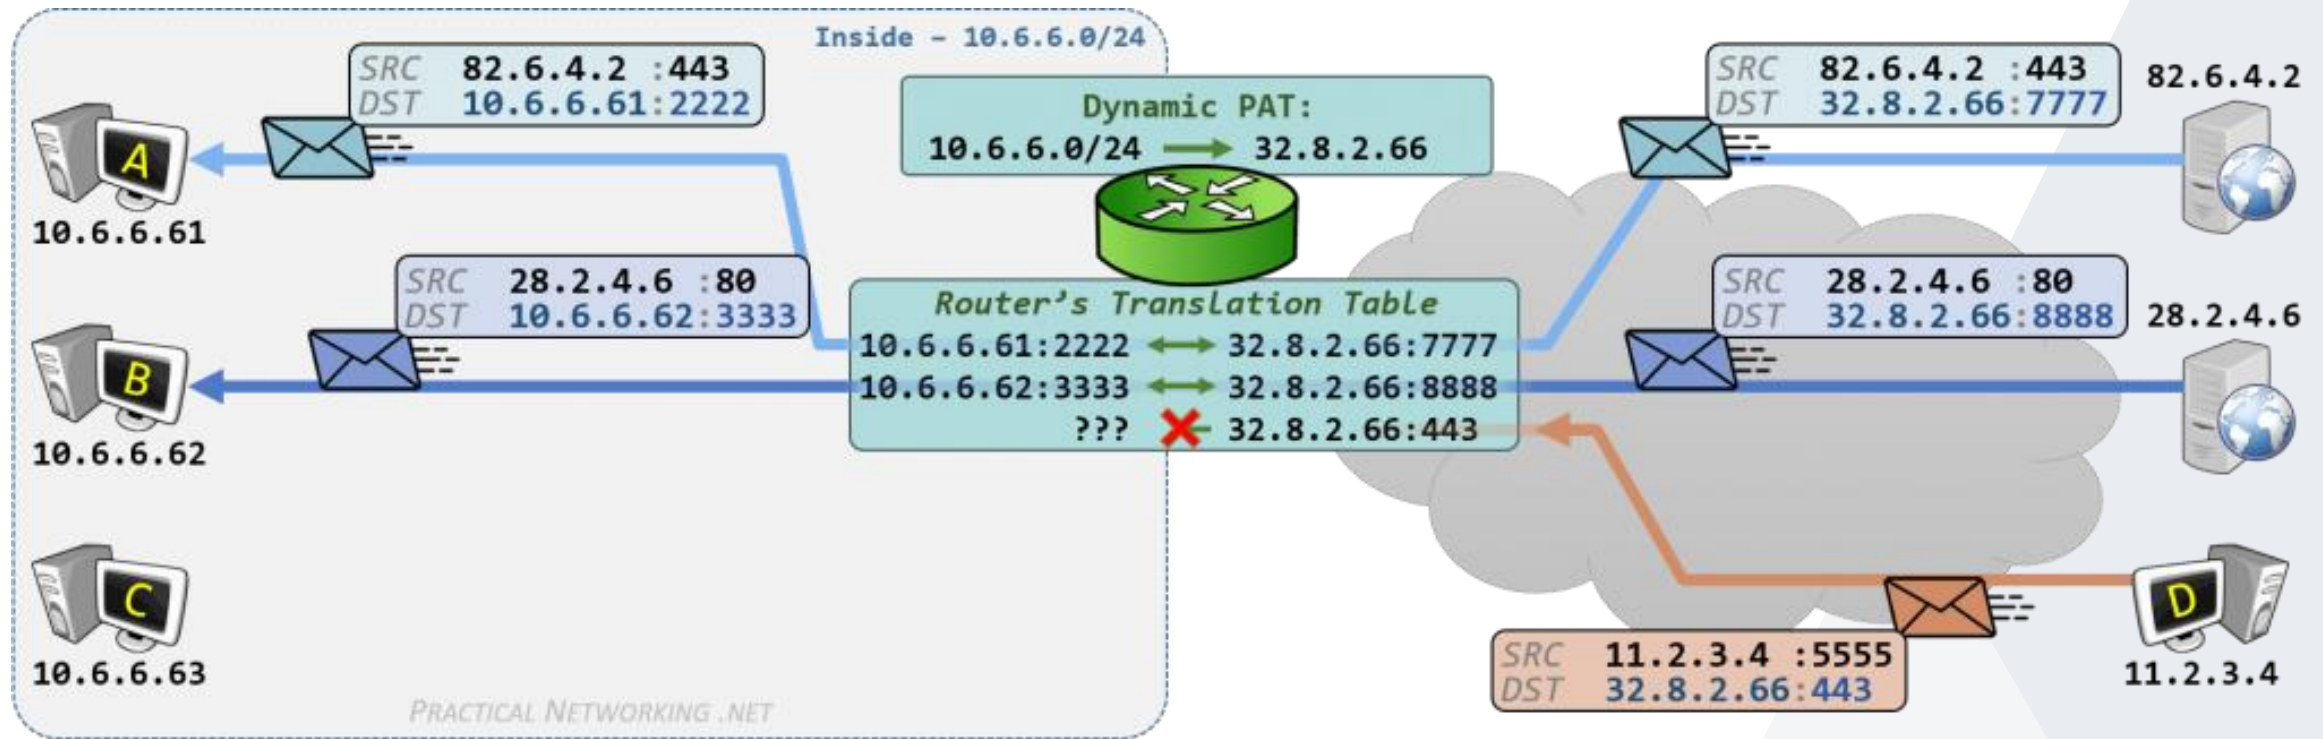 Inside – 10.6.6.0/24
SRC 82.6.4.2 :443
DST 10.6.6.61:2222
A
10.6.6.61
SRC 28.2.4.6 :80
DST 10.6.6.62:3333
B
10.6.6.62
C
10.6.6.63
Dynamic PAT:
10.6.6.0/24 → 32.8.2.66
Router’s Translation Table
10.6.6.61:2222 ↔ 32.8.2.66:7777
10.6.6.62:3333 ↔ 32.8.2.66:8888
??? 32.8.2.66:443
SRC 82.6.4.2 :443
DST 32.8.2.66:7777
82.6.4.2
SRC 28.2.4.6 :80
DST 32.8.2.66:8888
28.2.4.6
D
11.2.3.4
SRC 11.2.3.4 :5555
DST 32.8.2.66:443
PRACTICAL NETWORKING .NET